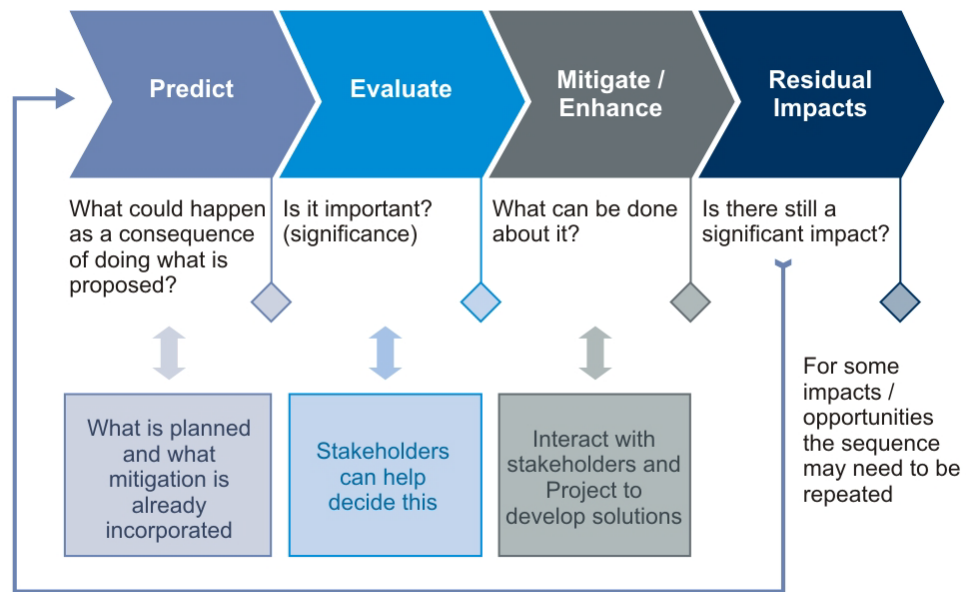 Predict
Evaluate
Mitigate /
Enhance
Residual
Impacts
What could happen
as a consequence
of doing what is
proposed?
Is it important?
(significance)
What can be done
about it?
Is there still a
significant impact?
What is planned
and what
mitigation is
already
incorporated
Stakeholders
can help
decide this
Interact with
stakeholders and
Project to
develop solutions
For some
impacts /
opportunities
the sequence
may need to be
repeated